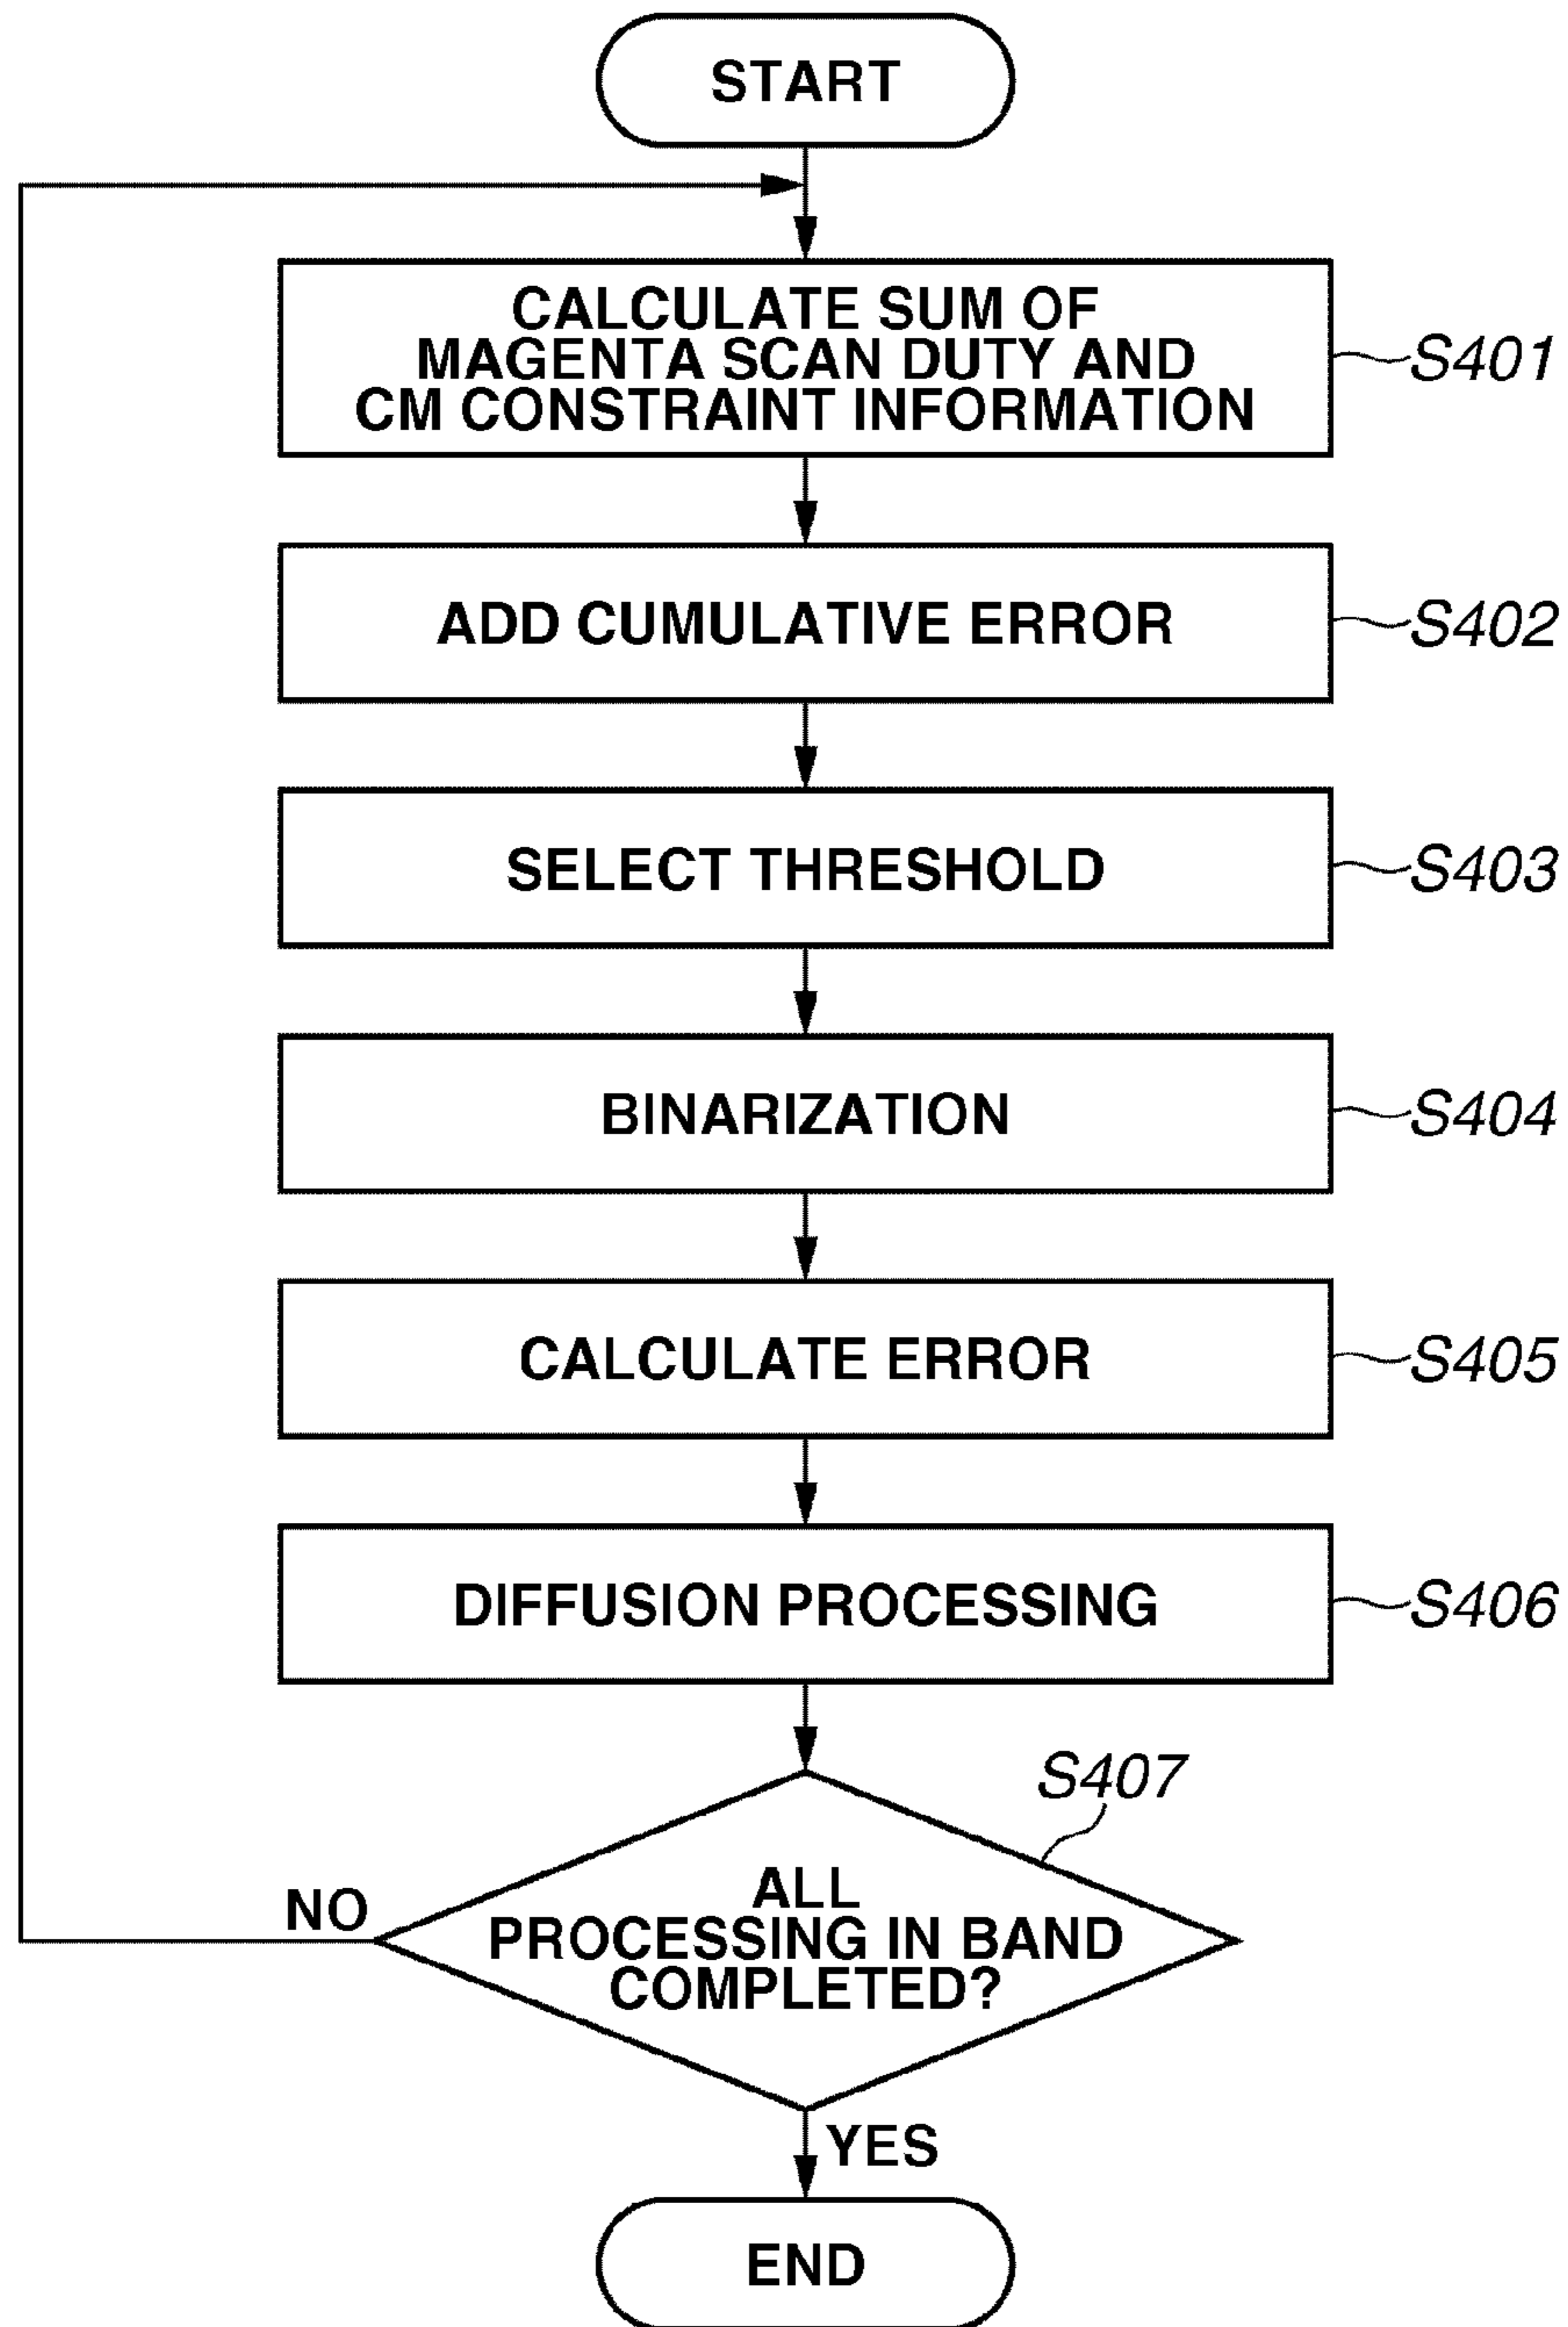 START
CALCULATE SUM OF
MAGENTA SCAN DUTY AND
CM CONSTRAINT INFORMATION
S401
ADD CUMULATIVE ERROR
S402
SELECT THRESHOLD
S403
BINARIZATION
S404
CALCULATE ERROR
S405
DIFFUSION PROCESSING
S406
S407
ALL
PROCESSING IN BAND
COMPLETED?
NO
YES
END